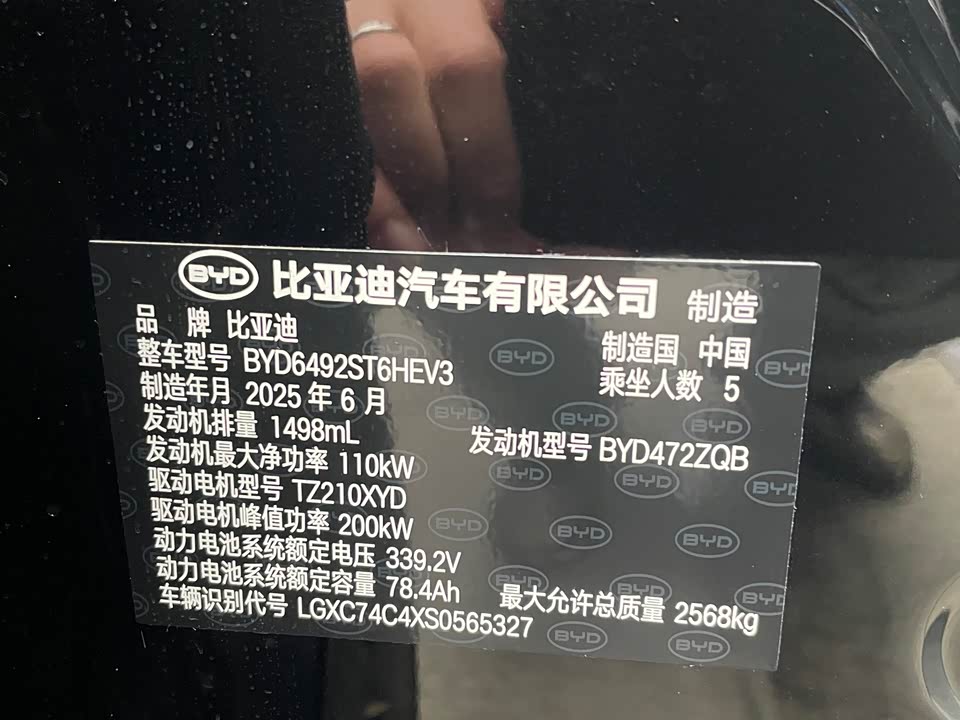 BYD 比亚迪汽车有限公司 制造
品 牌 比亚迪 制造国 中国
整车型号 BYD6492ST6HEV3 乘坐人数 5
制造年月 2025 年 6 月
发动机排量 1498mL 发动机型号 BYD472ZQB
发动机最大净功率 110kW
驱动电机型号 TZ210XYD
驱动电机峰值功率 200kW
动力电池系统额定电压 339.2V
动力电池系统额定容量 78.4Ah 最大允许总质量 2568kg
车辆识别代号 LGXC74C4XS0565327